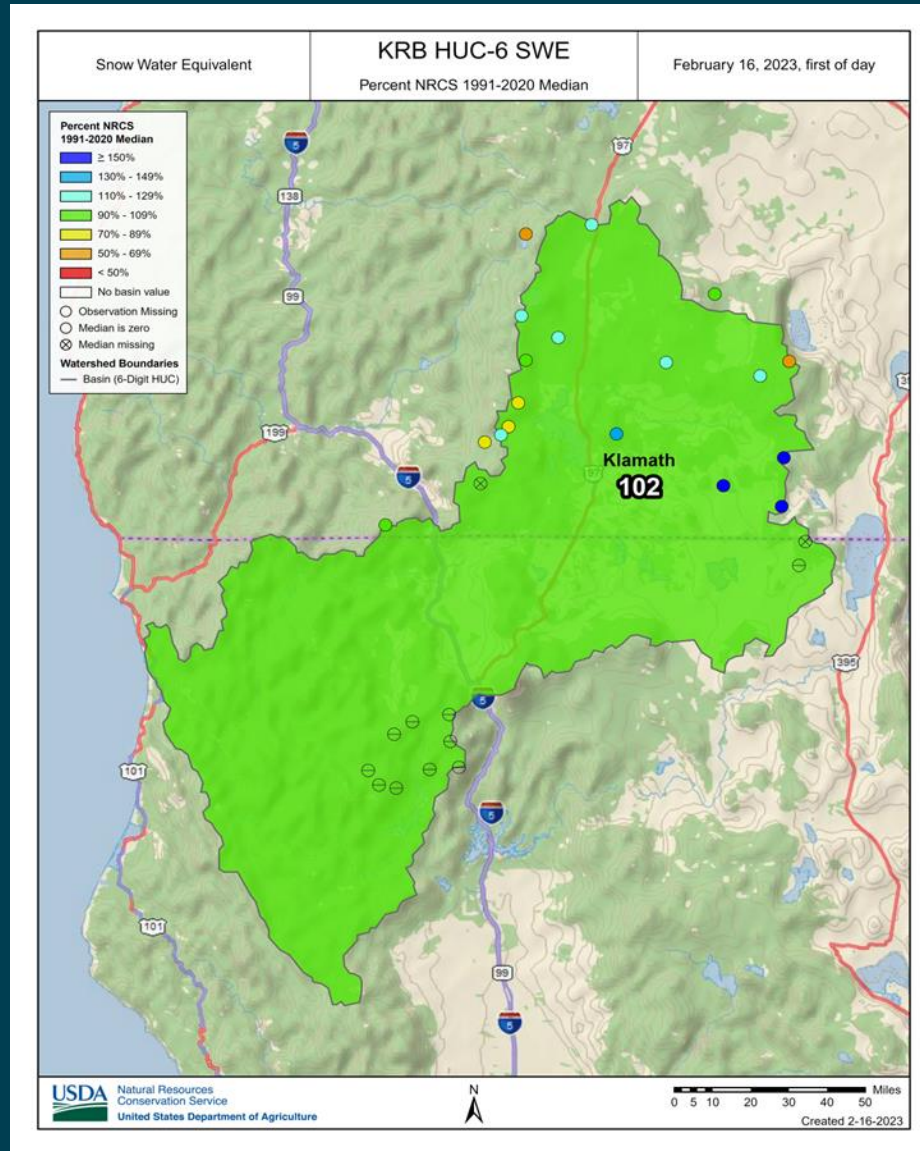 Snow Water Equivalent
KRB HUC-6 SWE
Percent NRCS 1991-2020 Median
February 16, 2023, first of day
Percent NRCS
1991-2020 Median
≥ 150%
130% - 149%
110% - 129%
90% - 109%
70% - 89%
50% - 69%
< 50%
No basin value
Observation Missing
Median is zero
Median missing
Watershed Boundaries
Basin (6-Digit HUC)
5
97
138
99
199
5
97
Klamath
102
395
5
101
5
101
99
5
USDA
Natural Resources
Conservation Service
United States Department of Agriculture
N
Miles
0 5 10 20 30 40 50
Created 2-16-2023